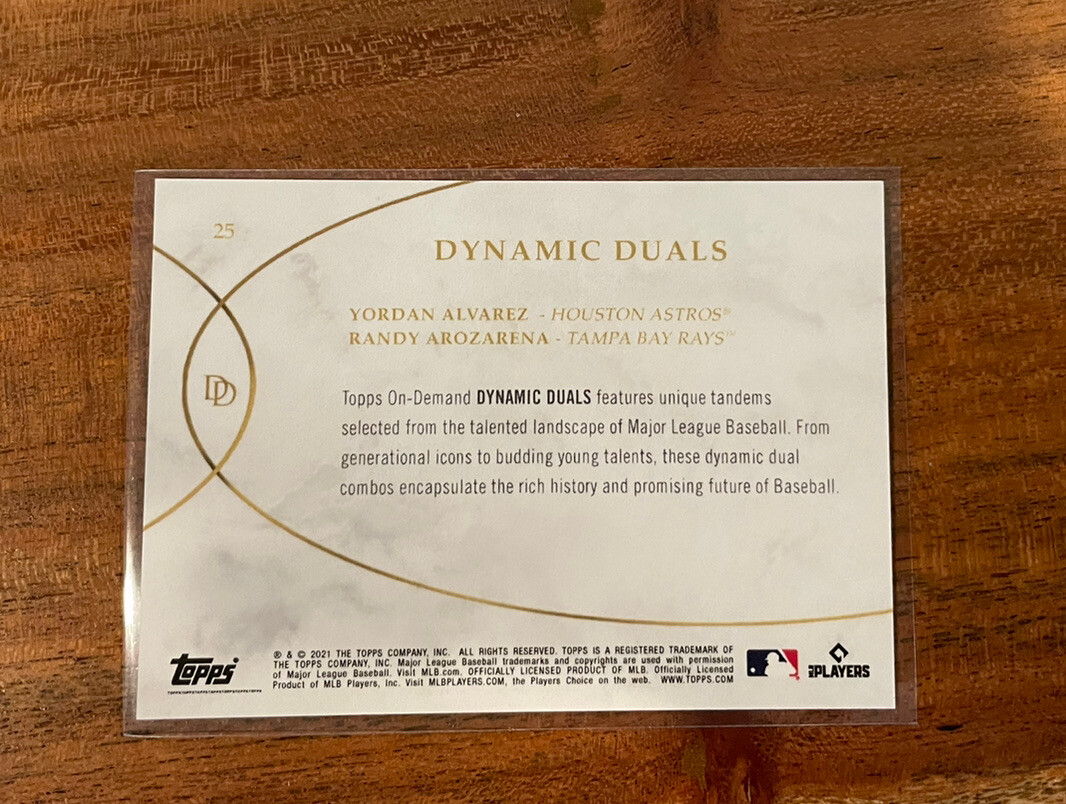 25
DYNAMIC DUALS
YORDAN ALVAREZ - HOUSTON ASTROS®
RANDY AROZARENA - TAMPA BAY RAYS™
DD
Topps On-Demand DYNAMIC DUALS features unique tandems
selected from the talented landscape of Major League Baseball. From
generational icons to budding young talents, these dynamic dual
combos encapsulate the rich history and promising future of Baseball.
topps®
® & © 2021 THE TOPPS COMPANY, INC. ALL RIGHTS RESERVED. TOPPS IS A REGISTERED TRADEMARK OF
THE TOPPS COMPANY, INC. Major League Baseball trademarks and copyrights are used with permission
of Major League Baseball. Visit MLB.com. OFFICIALLY LICENSED PRODUCT OF MLB. Officially Licensed
Product of MLB Players, Inc. Visit MLBPLAYERS.COM, the Players Choice on the web. WWW.TOPPS.COM
MLB PLAYERS